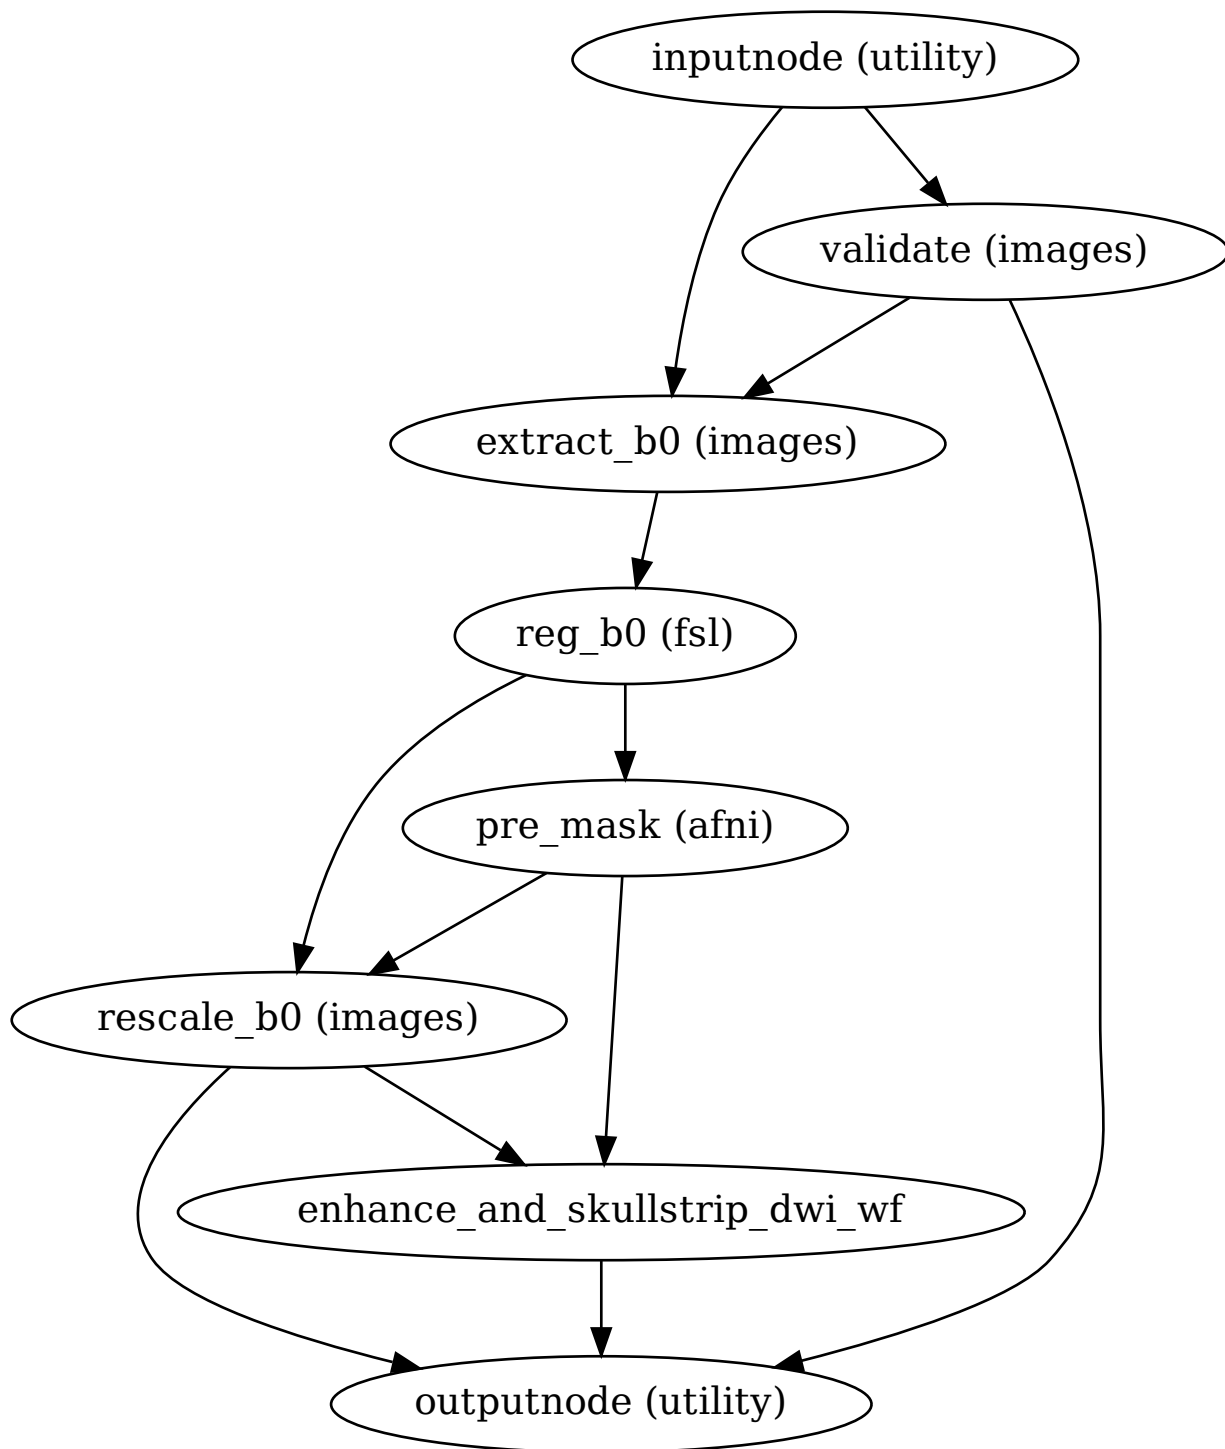 inputnode (utility)
validate (images)
extract_b0 (images)
reg_b0 (fsl)
pre_mask (afni)
rescale_b0 (images)
enhance_and_skullstrip_dwi_wf
outputnode (utility)